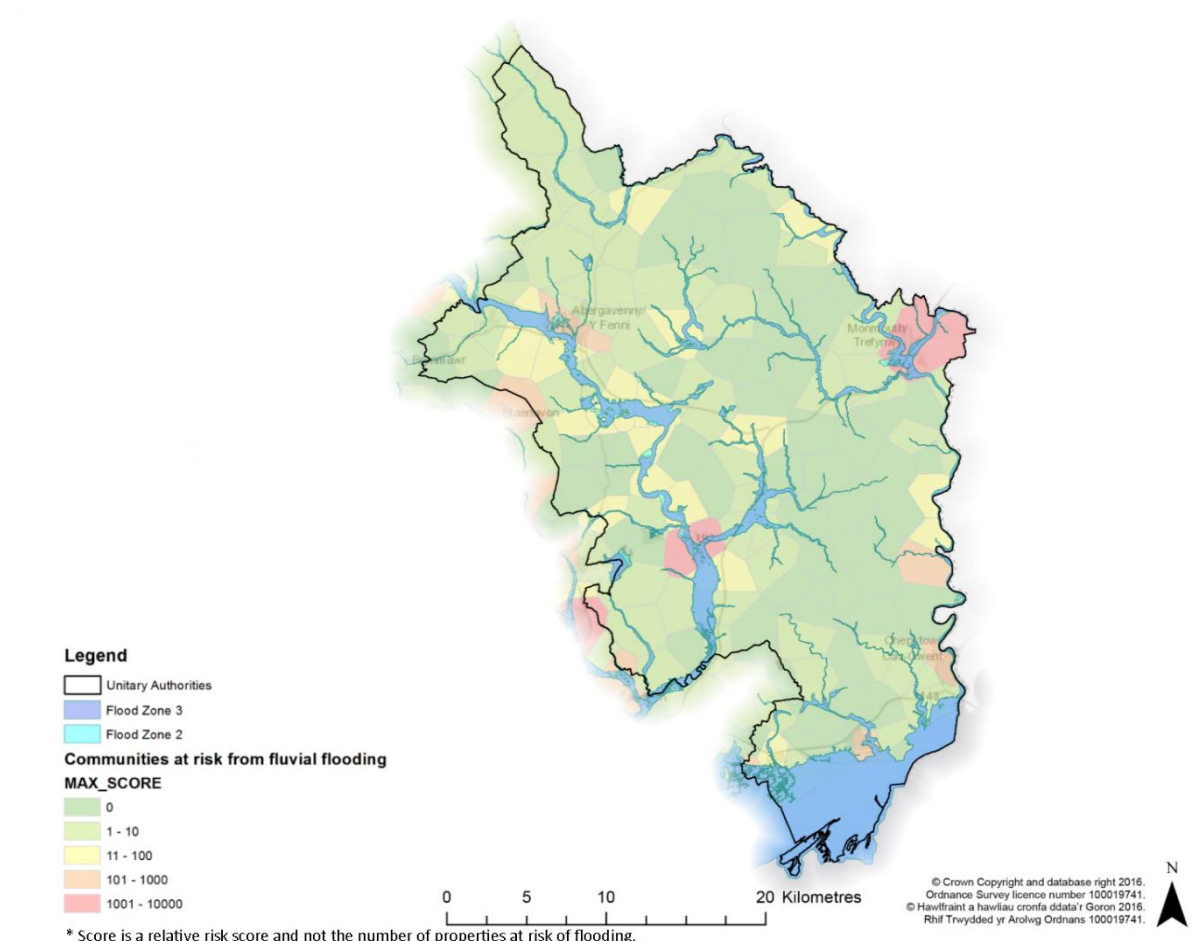 Abergavenny/
Y Fenni
Monmouth/
Trefynwy
Blaenavon
Chepstow/
Cas-Gwent
Legend
Unitary Authorities
Flood Zone 3
Flood Zone 2
Communities at risk from fluvial flooding
MAX_SCORE
0
1 - 10
11 - 100
101 - 1000
1001 - 10000
0 5 10 20 Kilometres
N
© Crown Copyright and database right 2016.
Ordnance Survey licence number 100019741.
© Hawlfraint a hawliau cronfa ddata'r Goron 2016.
Rhif Trwydded yr Arolwg Ordnans 100019741.
* Score is a relative risk score and not the number of properties at risk of flooding.